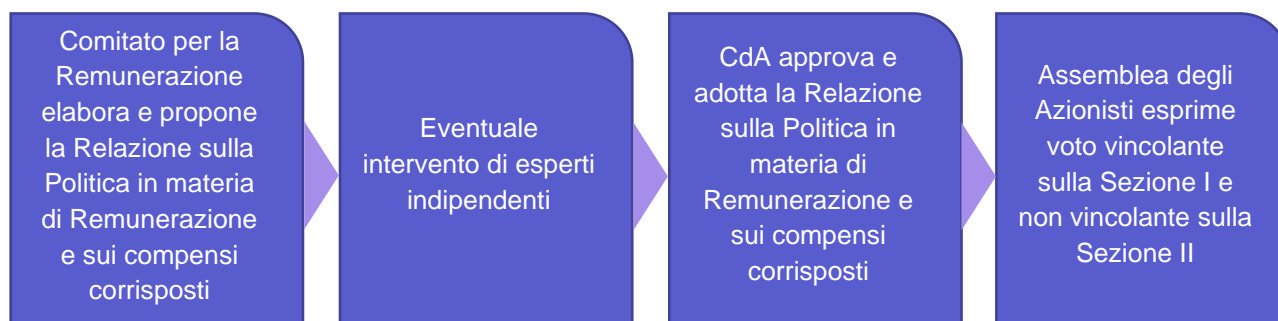 Comitato per la
Remunerazione
elabora e propone
la Relazione sulla
Politica in materia
di Remunerazione
e sui compensi
corrisposti
Eventuale
intervento di esperti
indipendenti
CdA approva e
adotta la Relazione
sulla Politica in
materia di
Remunerazione e
sui compensi
corrisposti
Assemblea degli
Azionisti esprime
voto vincolante
sulla Sezione I e
non vincolante sulla
Sezione II